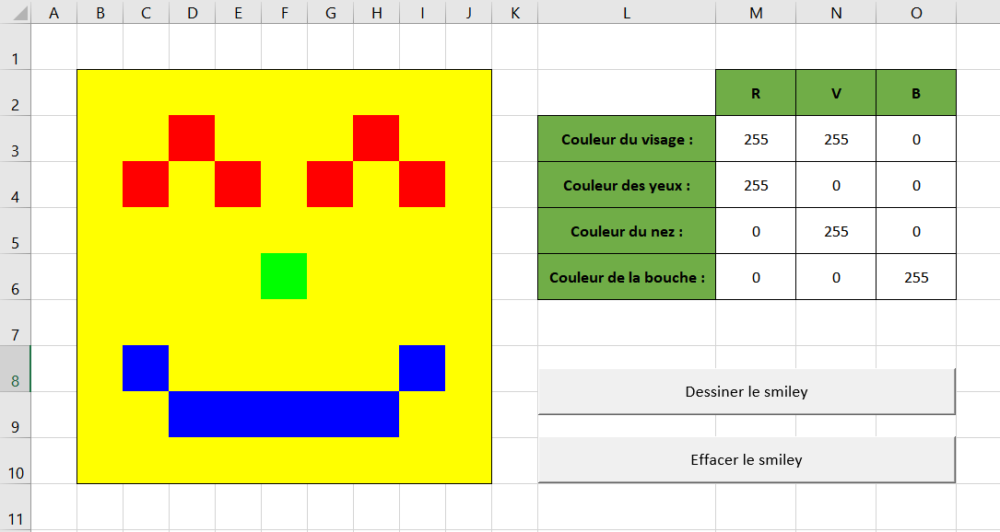 A B C D E F G H I J K L M N O
1
2 R V B
3 Couleur du visage : 255 255 0
4 Couleur des yeux : 255 0 0
5 Couleur du nez : 0 255 0
6 Couleur de la bouche : 0 0 255
7
8 Dessiner le smiley
9
10 Effacer le smiley
11